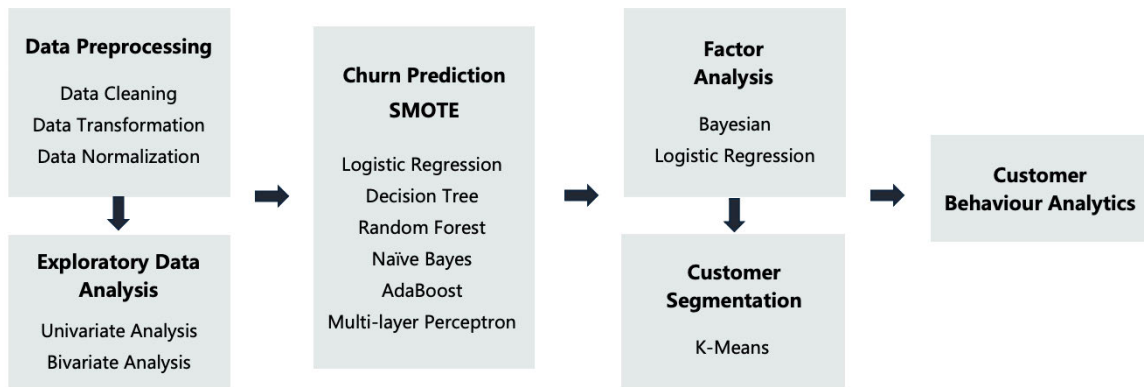 Data Preprocessing
Data Cleaning
Data Transformation
Data Normalization
Exploratory Data
Analysis
Univariate Analysis
Bivariate Analysis
Churn Prediction
SMOTE
Logistic Regression
Decision Tree
Random Forest
Naïve Bayes
AdaBoost
Multi-layer Perceptron
Factor
Analysis
Bayesian
Logistic Regression
Customer
Segmentation
K-Means
Customer
Behaviour Analytics